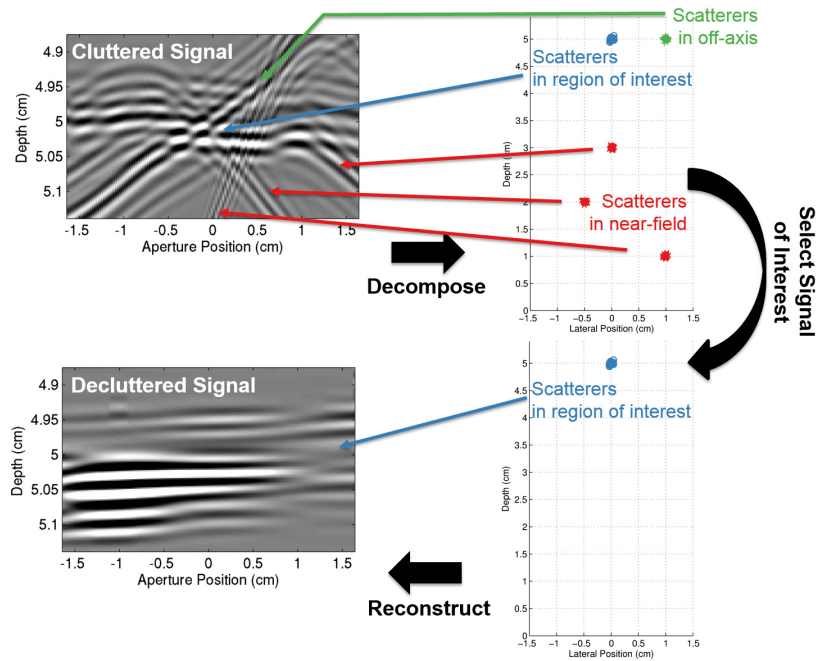 Cluttered Signal
4.9
4.95
5
5.05
5.1
Depth (cm)
-1.5 -1 -0.5 0 0.5 1 1.5
Aperture Position (cm)
Scatterers
in off-axis
Scatterers
in region of interest
Scatterers
in near-field
5
4.5
4
3.5
3
2.5
2
1.5
1
0.5
0
Depth (cm)
-1.5 -1 -0.5 0 0.5 1 1.5
Lateral Position (cm)
Decompose
Select Signal
of Interest
Decluttered Signal
4.9
4.95
5
5.05
5.1
Depth (cm)
-1.5 -1 -0.5 0 0.5 1 1.5
Aperture Position (cm)
Scatterers
in region of interest
5
4.5
4
3.5
3
2.5
2
1.5
1
0.5
0
Depth (cm)
-1.5 -1 -0.5 0 0.5 1 1.5
Lateral Position (cm)
Reconstruct